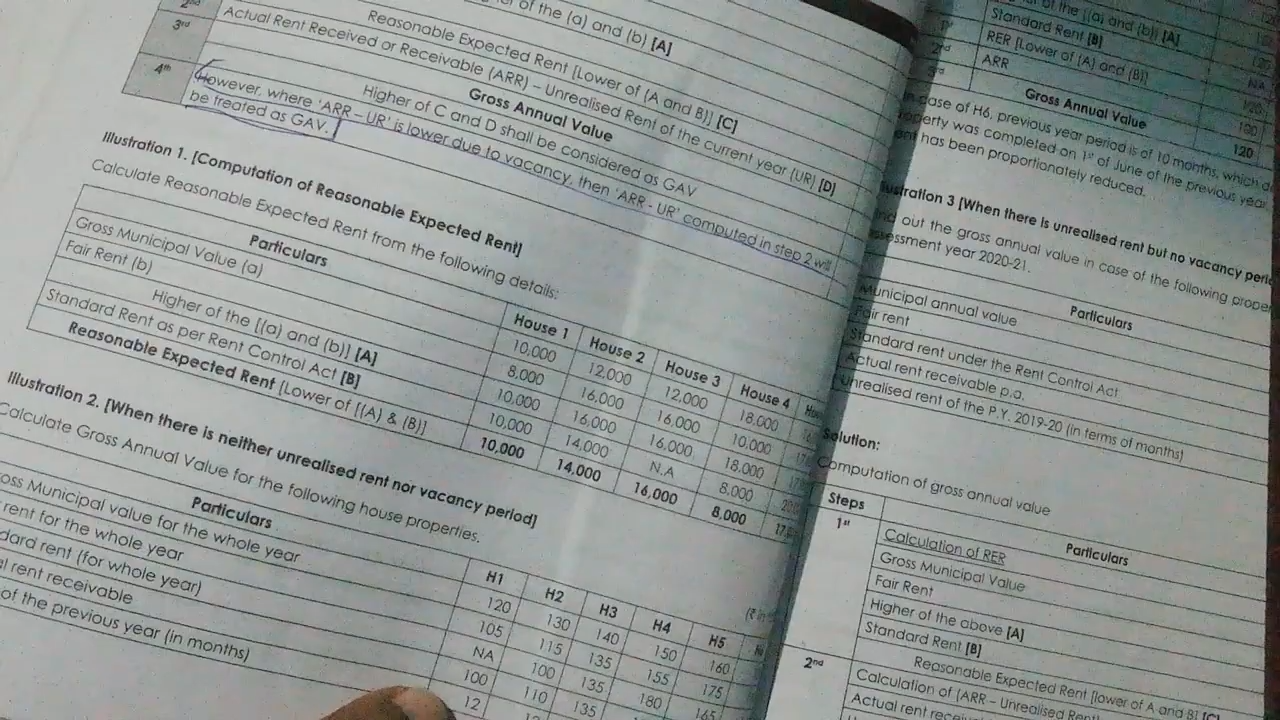 of the (a) and (b) [A]
2nd Reasonable Expected Rent [Lower of (A and B)] [C]
3rd Actual Rent Received or Receivable (ARR) – Unrealised Rent of the current year (UR) [D]
Gross Annual Value
4th Higher of C and D shall be considered as GAV
However, where 'ARR – UR' is lower due to vacancy, then 'ARR - UR' computed in step 2 will
be treated as GAV.
Illustration 1. [Computation of Reasonable Expected Rent]
Calculate Reasonable Expected Rent from the following details:
Particulars House 1 House 2 House 3 House 4
Gross Municipal Value (a) 10,000 12,000 12,000 18,000
Fair Rent (b) 8,000 16,000 16,000 10,000
Higher of the [(a) and (b)] [A] 10,000 16,000 16,000 18,000
Standard Rent as per Rent Control Act [B] 10,000 14,000 N.A 8,000
Reasonable Expected Rent [Lower of [(A) & (B)] 10,000 14,000 16,000 8,000
Illustration 2. [When there is neither unrealised rent nor vacancy period]
Calculate Gross Annual Value for the following house properties.
Particulars H1 H2 H3 H4 H5
Municipal value for the whole year 120 130 140 150 160
rent for the whole year 105 115 135 155 175
rent (for whole year) NA 100 135 180 165
rent receivable 100 110 135
of the previous year (in months) 12
of the [(a) and (b)] [A]
1st Standard Rent [B]
2nd RER [Lower of (A) and (B)]
3rd ARR
Gross Annual Value 120
case of H6, previous year period is of 10 months, which
was completed on 1st of June of the previous year
has been proportionately reduced.
3 [When there is unrealised rent but no vacancy
out the gross annual value in case of the following
year 2020-21.
Particulars
Municipal annual value
Fair rent
Standard rent under the Rent Control Act
Actual rent receivable p.a.
Unrealised rent of the P.Y. 2019-20 (in terms of months)
Solution:
Computation of gross annual value
Steps Particulars
1st Calculation of RER
Gross Municipal Value
Fair Rent
Higher of the above [A]
Standard Rent [B]
Reasonable Expected Rent [lower of A and B] [C]
2nd Calculation of (ARR – Unrealised
Actual rent